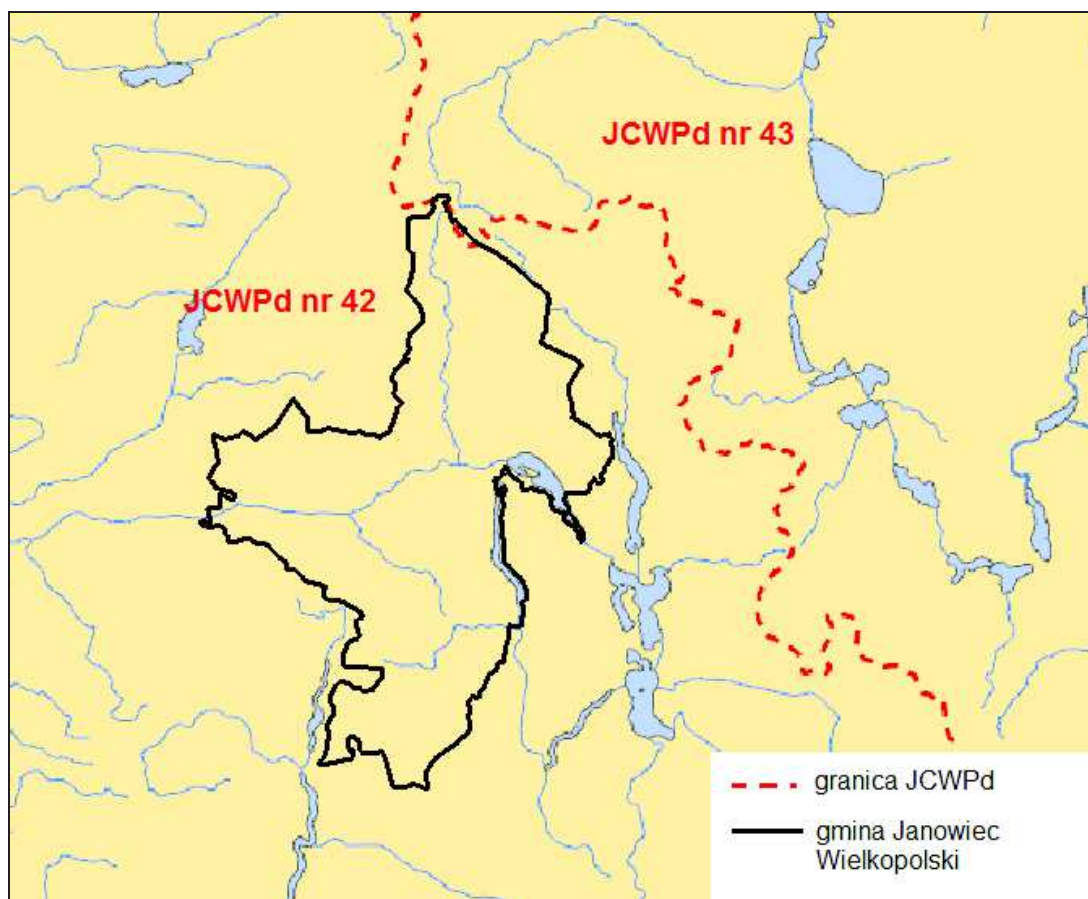 JCWPd nr 43
JCWPd nr 42
granica JCWPd
gmina Janowiec
Wielkopolski